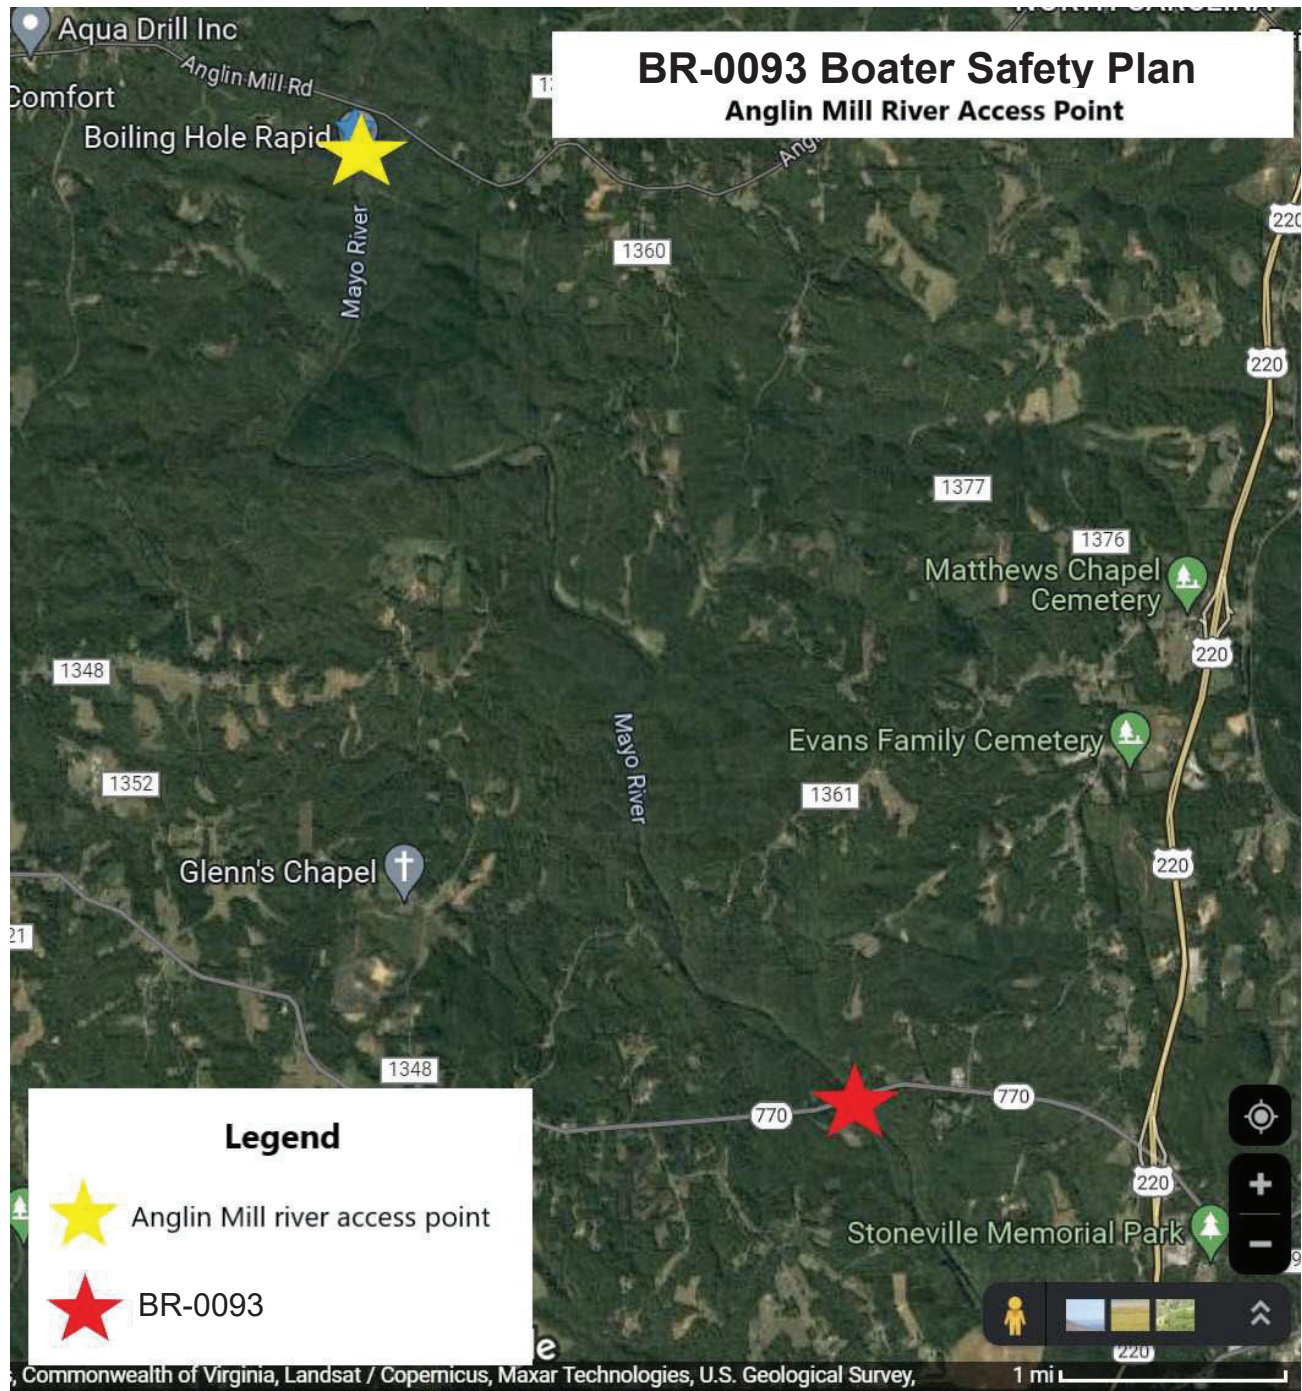 Aqua Drill Inc
Anglin Mill Rd
Comfort
Boiling Hole Rapid
BR-0093 Boater Safety Plan
Anglin Mill River Access Point
220
1360
Mayo River
220
1377
1376
Matthews Chapel
Cemetery
220
1348
Mayo River
Evans Family Cemetery
1352
1361
220
Glenn's Chapel
21
1348
770
770
220
Stoneville Memorial Park
Legend
Anglin Mill river access point
BR-0093
220
, Commonwealth of Virginia, Landsat / Copernicus, Maxar Technologies, U.S. Geological Survey,
1 mi